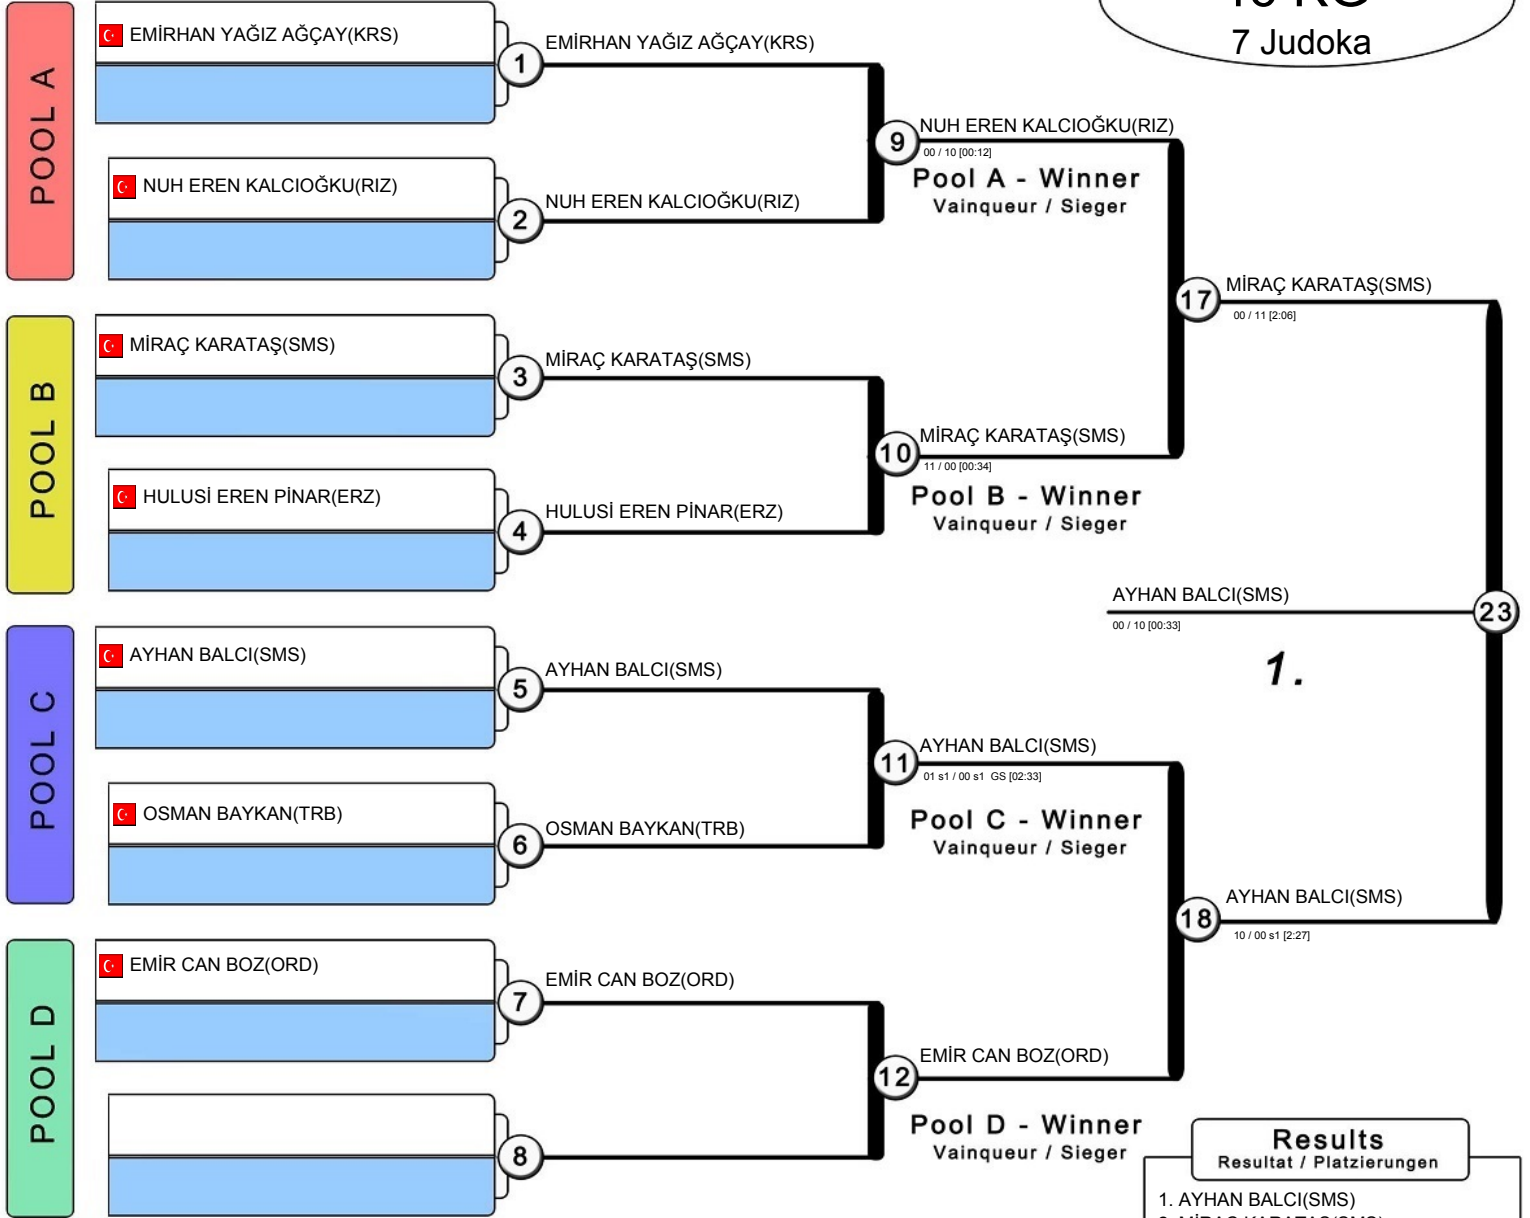 KG
7 Judoka
POOL A
EMİRHAN YAĞIZ AĞÇAY(KRS)
1
EMİRHAN YAĞIZ AĞÇAY(KRS)
NUH EREN KALCIOĞKU(RIZ)
2
NUH EREN KALCIOĞKU(RIZ)
9
NUH EREN KALCIOĞKU(RIZ)
00 / 10 [00:12]
Pool A - Winner
Vainqueur / Sieger
POOL B
MİRAÇ KARATAŞ(SMS)
3
MİRAÇ KARATAŞ(SMS)
HULUSİ EREN PİNAR(ERZ)
4
HULUSİ EREN PİNAR(ERZ)
10
MİRAÇ KARATAŞ(SMS)
11 / 00 [00:34]
Pool B - Winner
Vainqueur / Sieger
17
MİRAÇ KARATAŞ(SMS)
00 / 11 [2:06]
POOL C
AYHAN BALCI(SMS)
5
AYHAN BALCI(SMS)
OSMAN BAYKAN(TRB)
6
OSMAN BAYKAN(TRB)
11
AYHAN BALCI(SMS)
01 s1 / 00 s1 GS [02:33]
Pool C - Winner
Vainqueur / Sieger
POOL D
EMİR CAN BOZ(ORD)
7
EMİR CAN BOZ(ORD)
8
12
EMİR CAN BOZ(ORD)
Pool D - Winner
Vainqueur / Sieger
18
AYHAN BALCI(SMS)
10 / 00 s1 [2:27]
AYHAN BALCI(SMS)
23
00 / 10 [00:33]
1.
Results
Resultat / Platzierungen
1. AYHAN BALCI(SMS)